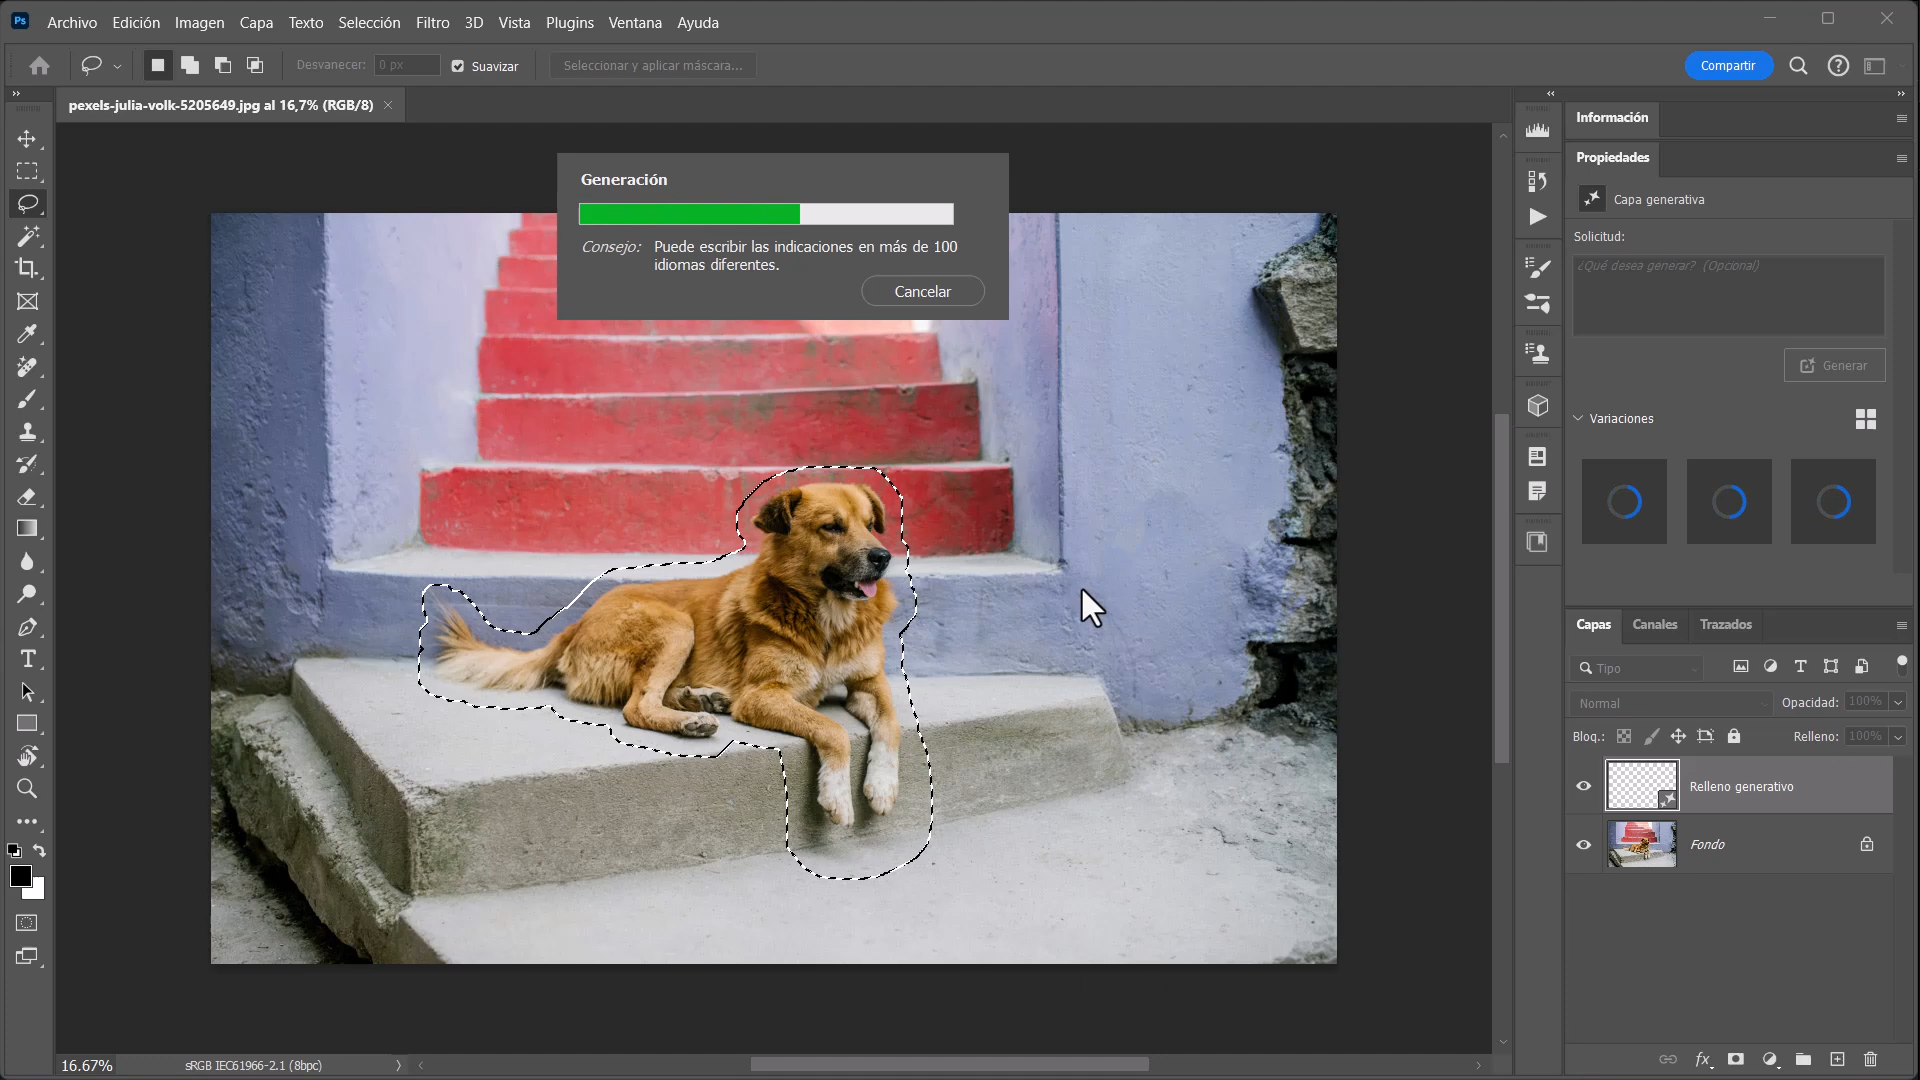 Ps Archivo Edición Imagen Capa Texto Selección Filtro 3D Vista Plugins Ventana Ayuda
Desvanecer: 0 px Suavizar Seleccionar y aplicar máscara... Compartir
pexels-julia-volk-5205649.jpg al 16,7% (RGB/8)
Información
Propiedades
Generación
Capa generativa
Solicitud:
Consejo: Puede escribir las indicaciones en más de 100
idiomas diferentes.
¿Qué desea generar? (Opcional)
Cancelar
Generar
Variaciones
Capas Canales Trazados
Tipo
Normal Opacidad: 100%
Bloq.: Relleno: 100%
Relleno generativo
Fondo
16.67% sRGB IEC61966-2.1 (8bpc)
fx